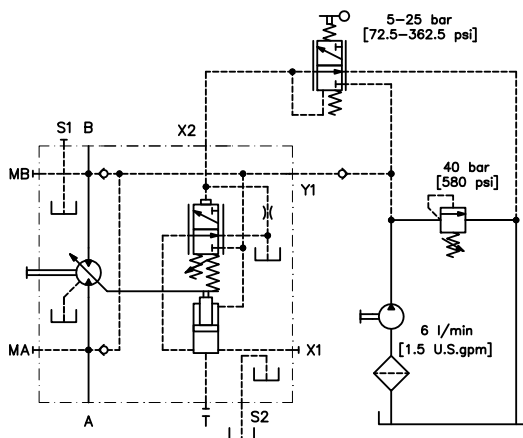 5-25 bar
[72.5-362.5 psi]
S1
B
X2
MB
Y1
40 bar
[580 psi]
6 l/min
[1.5 U.S.gpm]
MA
X1
A
T
S2